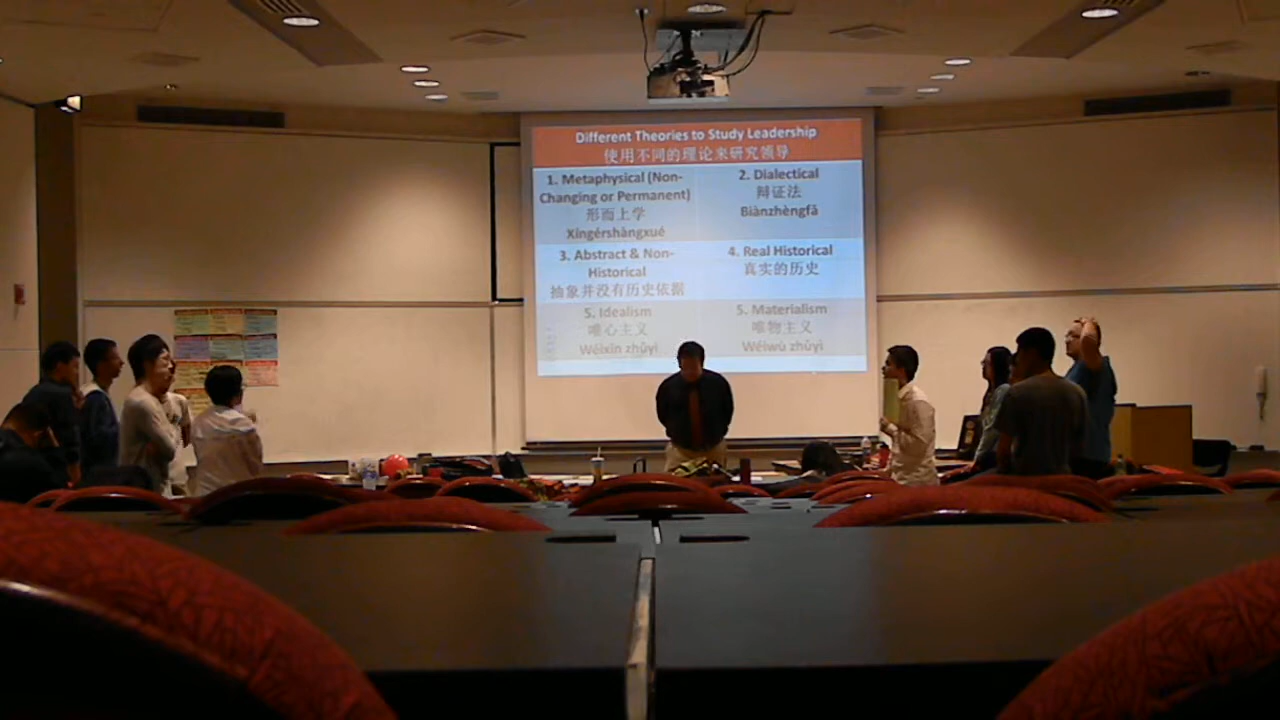 Different Theories to Study Leadership
使用不同的理论来研究领导
1. Metaphysical (Non-
Changing or Permanent)
形而上学
Xíngérshàngxué
2. Dialectical
辩证法
Biànzhèngfǎ
3. Abstract & Non-
Historical
抽象并没有历史依据
4. Real Historical
真实的历史
5. Idealism
唯心主义
Wéixīn zhǔyì
5. Materialism
唯物主义
Wéiwù zhǔyì